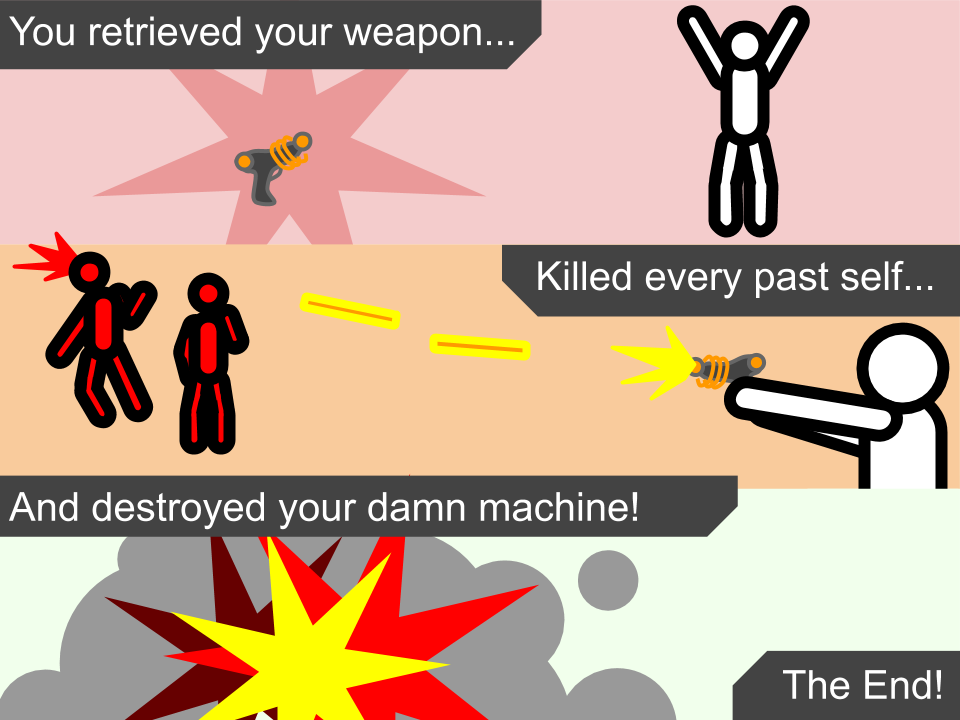 You retrieved your weapon...
Killed every past self...
And destroyed your damn machine!
The End!